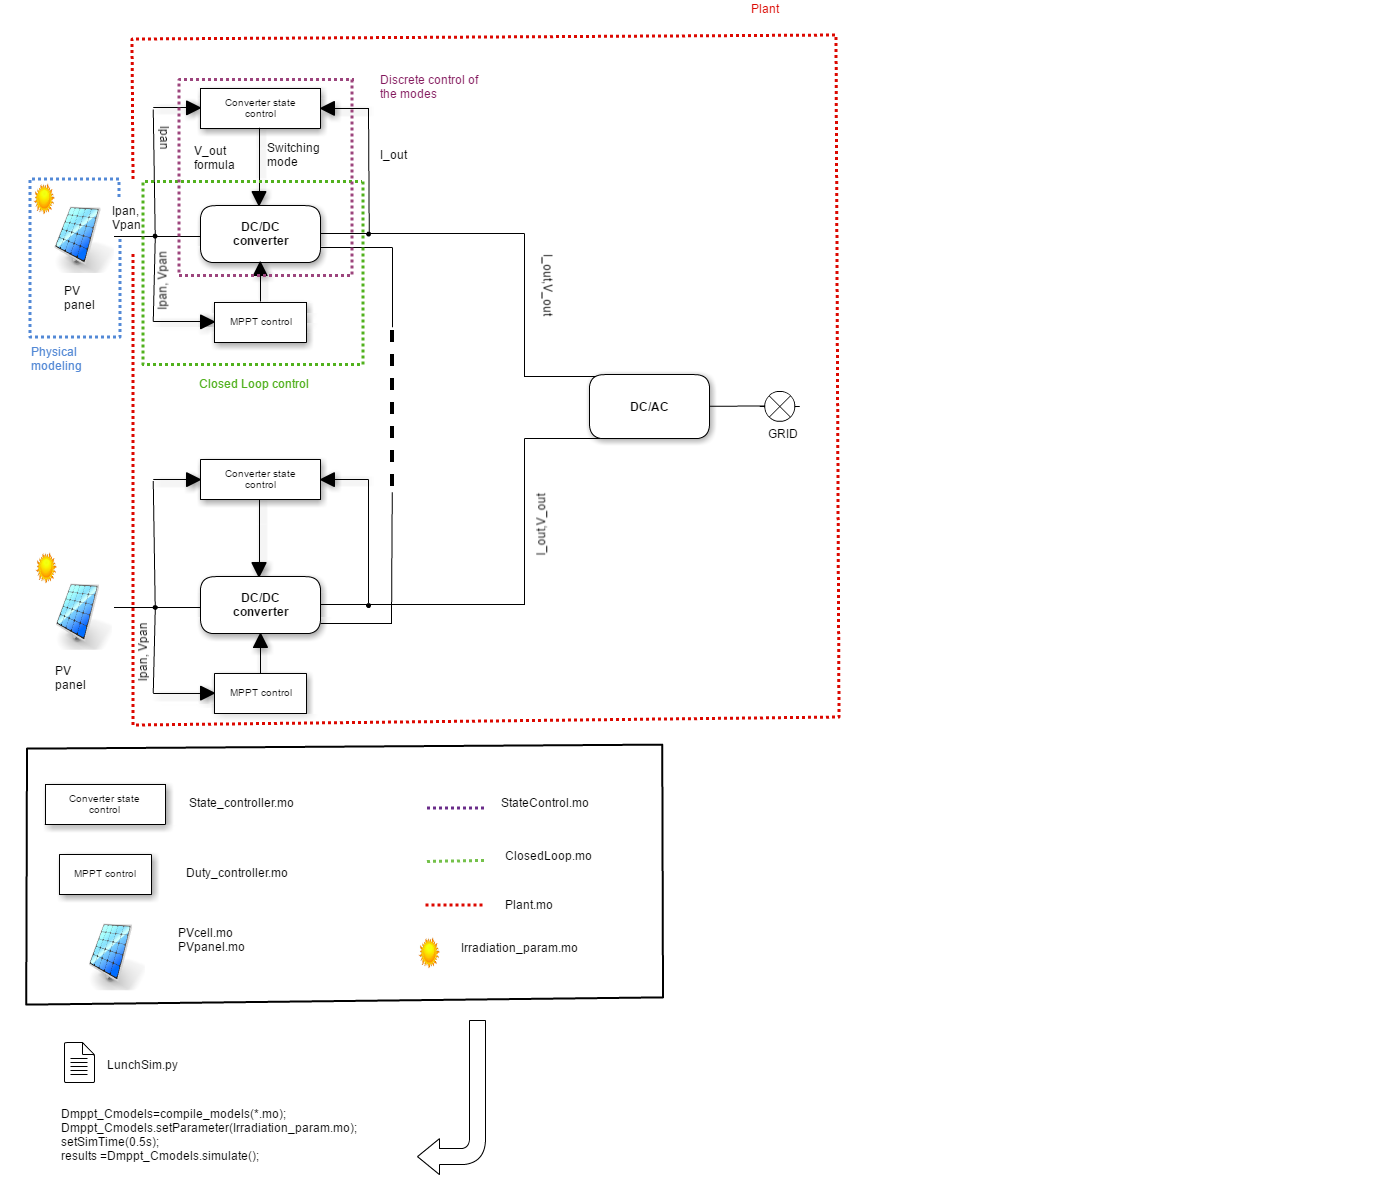 Plant
Discrete control of
the modes
Converter state
control
Ipan
V_out
formula
Switching
mode
I_out
Ipan,
Vpan
DC/DC
converter
Ipan, Vpan
I_out,V_out
PV
panel
MPPT control
Physical
modeling
Closed Loop control
DC/AC
GRID
Converter state
control
I_out,V_out
DC/DC
converter
Ipan, Vpan
PV
panel
MPPT control
Converter state
control
State_controller.mo
StateControl.mo
MPPT control
Duty_controller.mo
ClosedLoop.mo
Plant.mo
PVcell.mo
PVpanel.mo
Irradiation_param.mo
LunchSim.py
Dmppt_Cmodels=compile_models(*.mo);
Dmppt_Cmodels.setParameter(Irradiation_param.mo);
setSimTime(0.5s);
results =Dmppt_Cmodels.simulate();